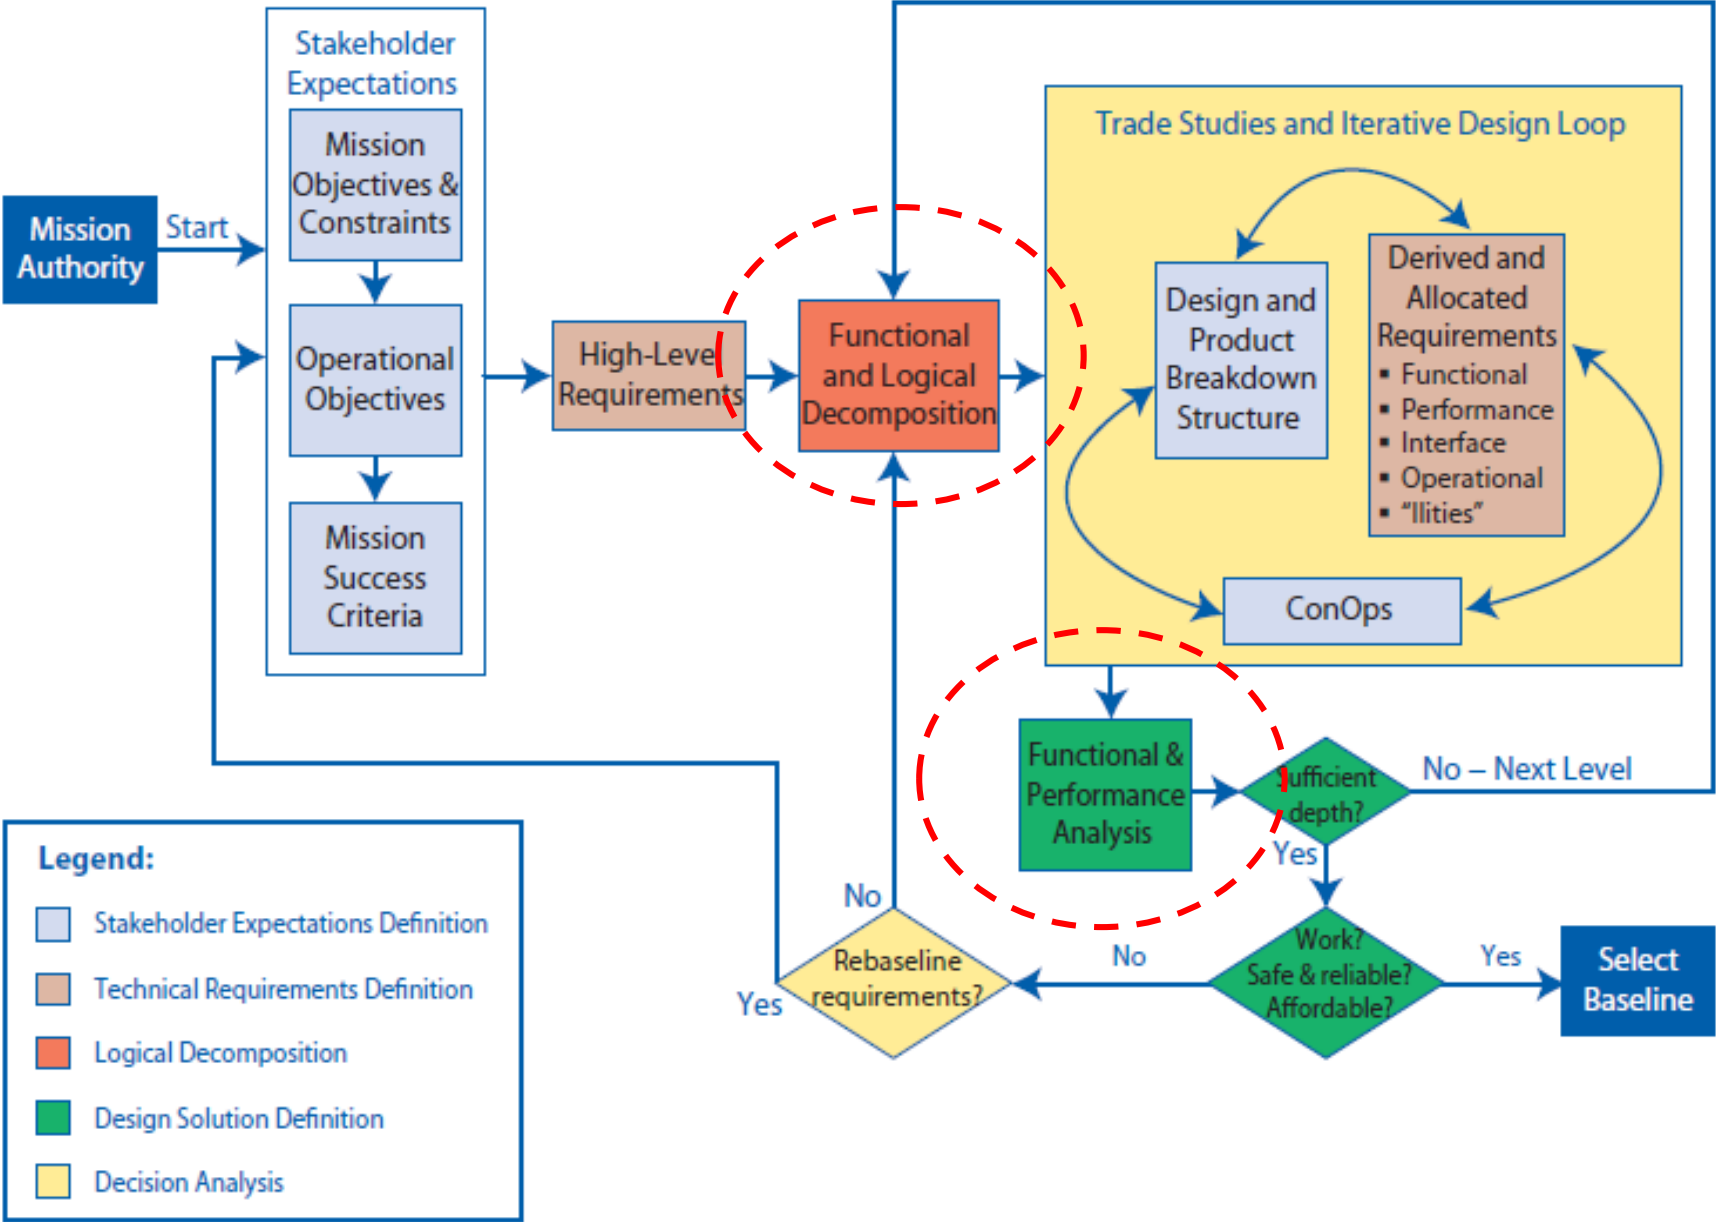 Stakeholder
Expectations
Mission
Objectives &
Constraints
Mission
Authority
Start
Operational
Objectives
Mission
Success
Criteria
High-Level
Requirements
Functional
and Logical
Decomposition
Trade Studies and Iterative Design Loop
Design and
Product
Breakdown
Structure
Derived and
Allocated
Requirements
▪ Functional
▪ Performance
▪ Interface
▪ Operational
▪ “Ilities”
ConOps
Functional &
Performance
Analysis
Sufficient
depth?
No – Next Level
Yes
Work?
Safe & reliable?
Affordable?
Yes
Select
Baseline
No
Rebaseline
requirements?
No
Yes
Legend:
Stakeholder Expectations Definition
Technical Requirements Definition
Logical Decomposition
Design Solution Definition
Decision Analysis